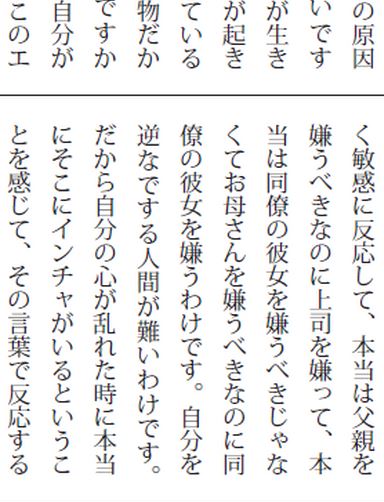 の原因
いです
が生き
が起き
ている
物だか
ですか
自分が
このエ
く敏感に反応して、本当は父親を
嫌うべきなのに上司を嫌って、本
当は同僚の彼女を嫌うべきじゃな
くてお母さんを嫌うべきなのに同
僚の彼女を嫌うわけです。自分を
逆なでする人間が難いわけです。
だから自分の心が乱れた時に本当
にそこにインチャがいるというこ
とを感じて、その言葉で反応する